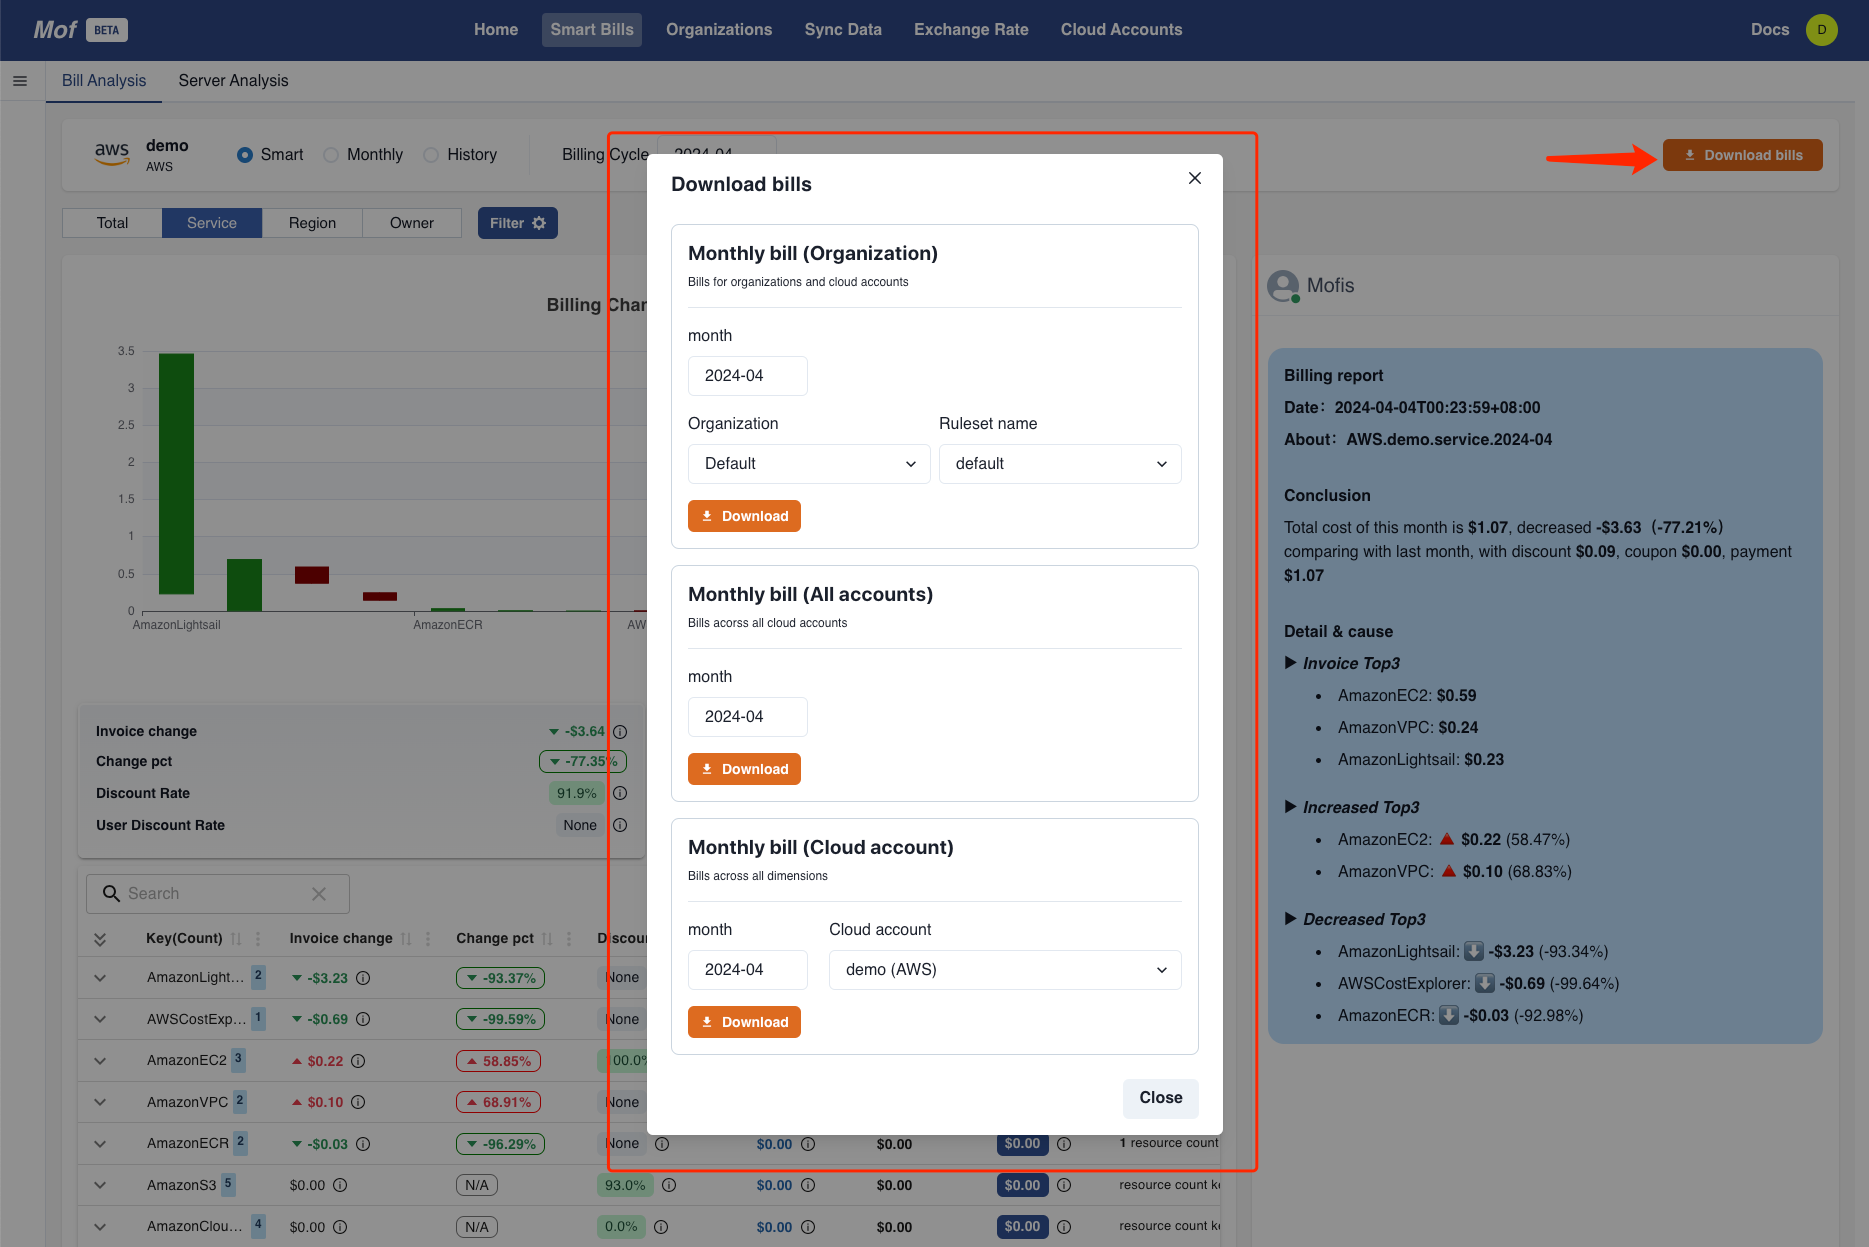 Mof BETA
Home Smart Bills Organizations Sync Data Exchange Rate Cloud Accounts Docs D
Bill Analysis Server Analysis
aws demo AWS Smart Monthly History Billing Cycle 2024-04 Download bills
Total Service Region Owner Filter
Billing Char
3.5
3
2.5
2
1.5
1
0.5
0
AmazonLightsail AmazonECR AW
Invoice change -$3.64
Change pct -77.35%
Discount Rate 91.9%
User Discount Rate None
Search
Key(Count) Invoice change Change pct Discou
AmazonLight... 2 -$3.23 -93.37% None
AWSCostExp... 1 -$0.69 -99.59% None
AmazonEC2 3 $0.22 58.85% 100.0%
AmazonVPC 2 $0.10 68.91% None
AmazonECR 2 -$0.03 -96.29% None $0.00 $0.00 $0.00 1 resource count
AmazonS3 5 $0.00 N/A 93.0% $0.00 $0.00 $0.00 resource count ke
AmazonClou... 4 $0.00 N/A 0.0% $0.00 $0.00 $0.00 resource count ke
Download bills
Monthly bill (Organization)
Bills for organizations and cloud accounts
month
2024-04
Organization Ruleset name
Default default
Download
Monthly bill (All accounts)
Bills acorss all cloud accounts
month
2024-04
Download
Monthly bill (Cloud account)
Bills across all dimensions
month Cloud account
2024-04 demo (AWS)
Download
Close
Mofis
Billing report
Date：2024-04-04T00:23:59+08:00
About：AWS.demo.service.2024-04
Conclusion
Total cost of this month is $1.07, decreased -$3.63（-77.21%）
comparing with last month, with discount $0.09, coupon $0.00, payment
$1.07
Detail & cause
▶ Invoice Top3
• AmazonEC2: $0.59
• AmazonVPC: $0.24
• AmazonLightsail: $0.23
▶ Increased Top3
• AmazonEC2: 🔺 $0.22 (58.47%)
• AmazonVPC: 🔺 $0.10 (68.83%)
▶ Decreased Top3
• AmazonLightsail: ⬇️ -$3.23 (-93.34%)
• AWSCostExplorer: ⬇️ -$0.69 (-99.64%)
• AmazonECR: ⬇️ -$0.03 (-92.98%)